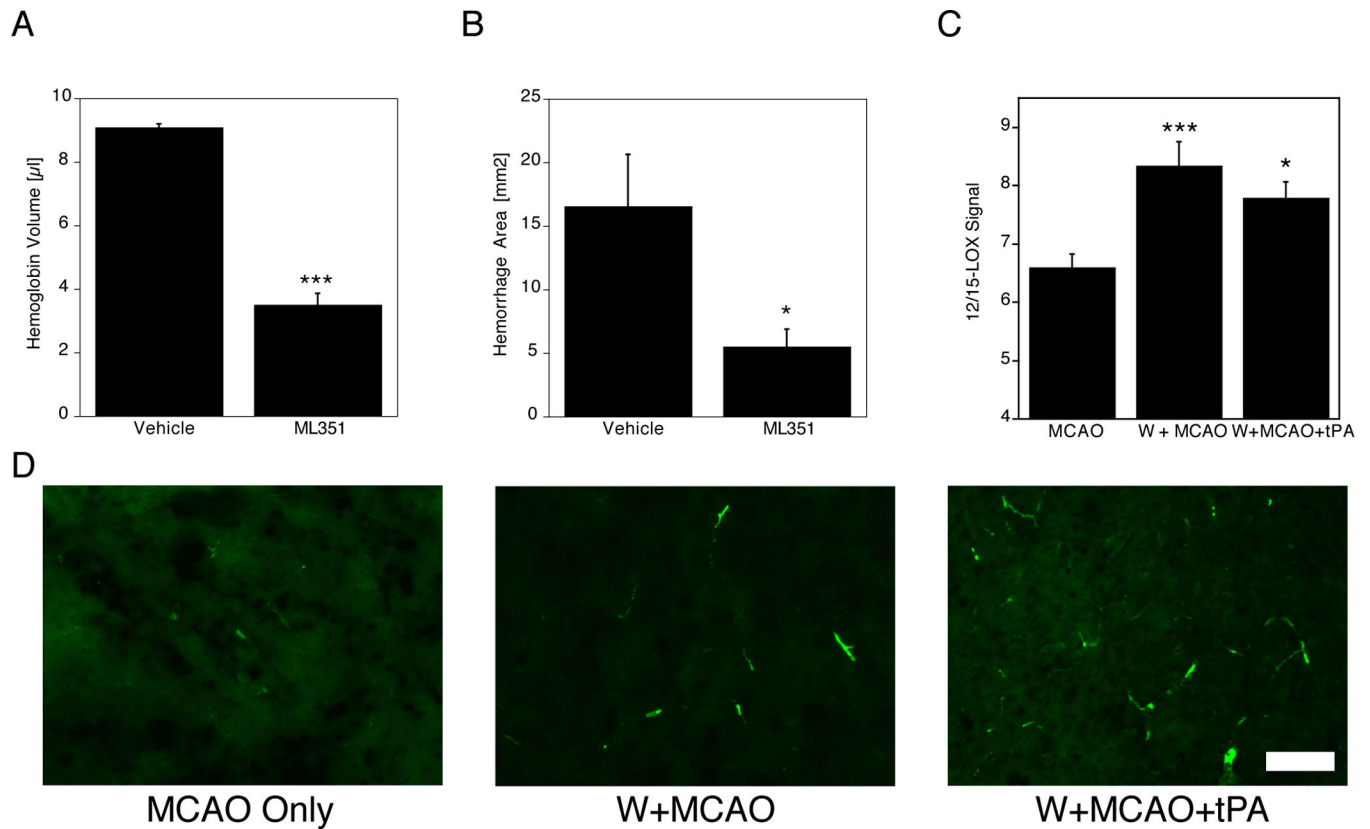 A
Hemoglobin Volume [µl]
10
8
6
4
2
0
***
Vehicle
ML351
B
Hemorrhage Area [mm2]
25
20
15
10
5
0
*
Vehicle
ML351
C
12/15-LOX Signal
9
8
7
6
5
4
***
*
MCAO
W + MCAO
W+MCAO+tPA
D
MCAO Only
W+MCAO
W+MCAO+tPA